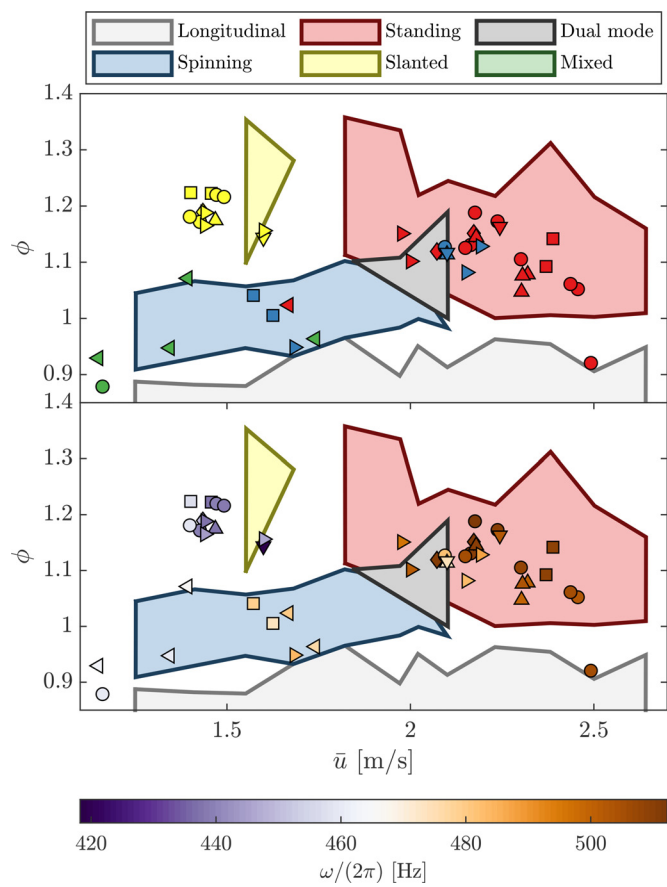 Longitudinal Standing Dual mode
Spinning Slanted Mixed
1.4
1.3
1.2
ϕ
1.1
1
0.9
1.4
1.3
1.2
ϕ
1.1
1
0.9
1.5 2 2.5
ū [m/s]
420 440 460 480 500
ω/(2π) [Hz]